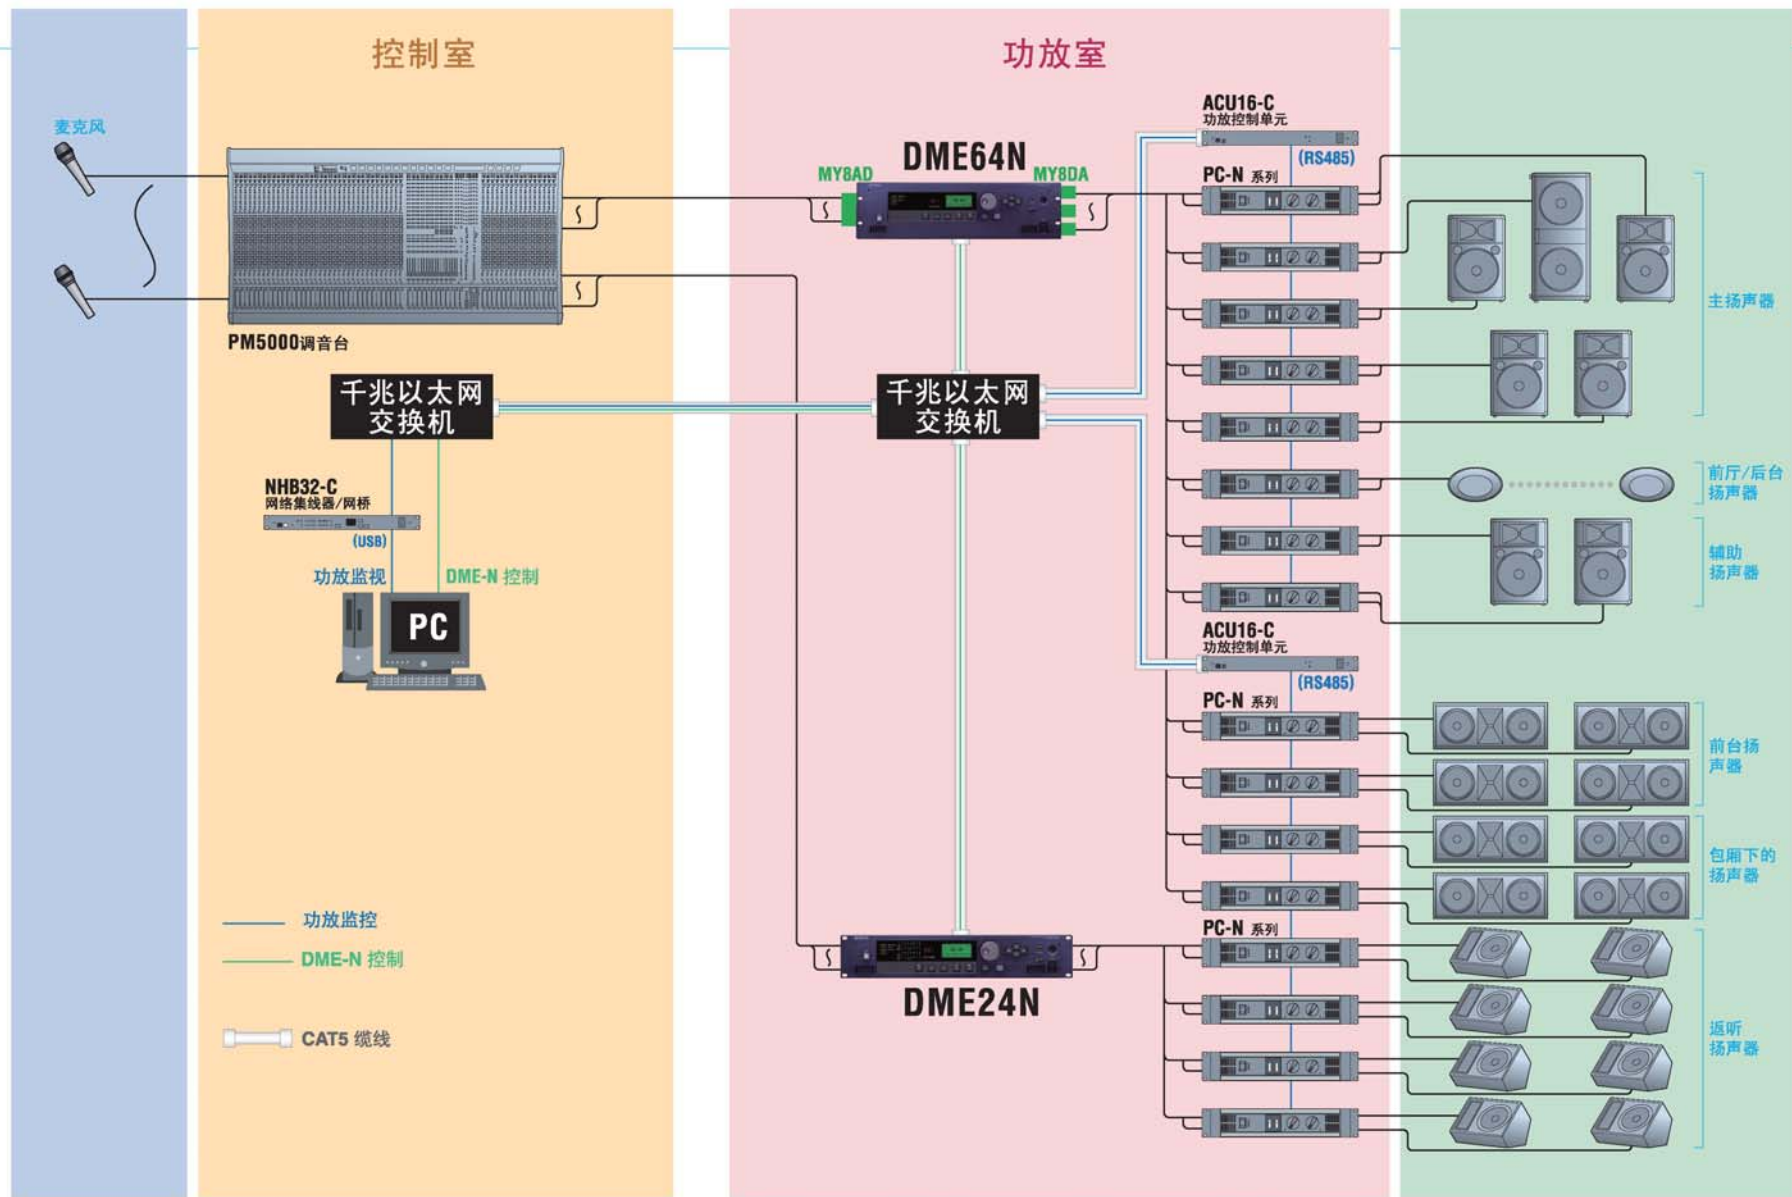 控制室
功放室
麦克风
PM5000调音台
千兆以太网
交换机
NHB32-C
网络集线器/网桥
(USB)
功放监视
DME-N 控制
PC
功放监控
DME-N 控制
CAT5 缆线
DME64N
MY8AD
MY8DA
千兆以太网
交换机
DME24N
ACU16-C
功放控制单元
(RS485)
PC-N 系列
ACU16-C
功放控制单元
(RS485)
PC-N 系列
PC-N 系列
主扬声器
前厅/后台
扬声器
辅助
扬声器
前台扬
声器
包厢下的
扬声器
返听
扬声器